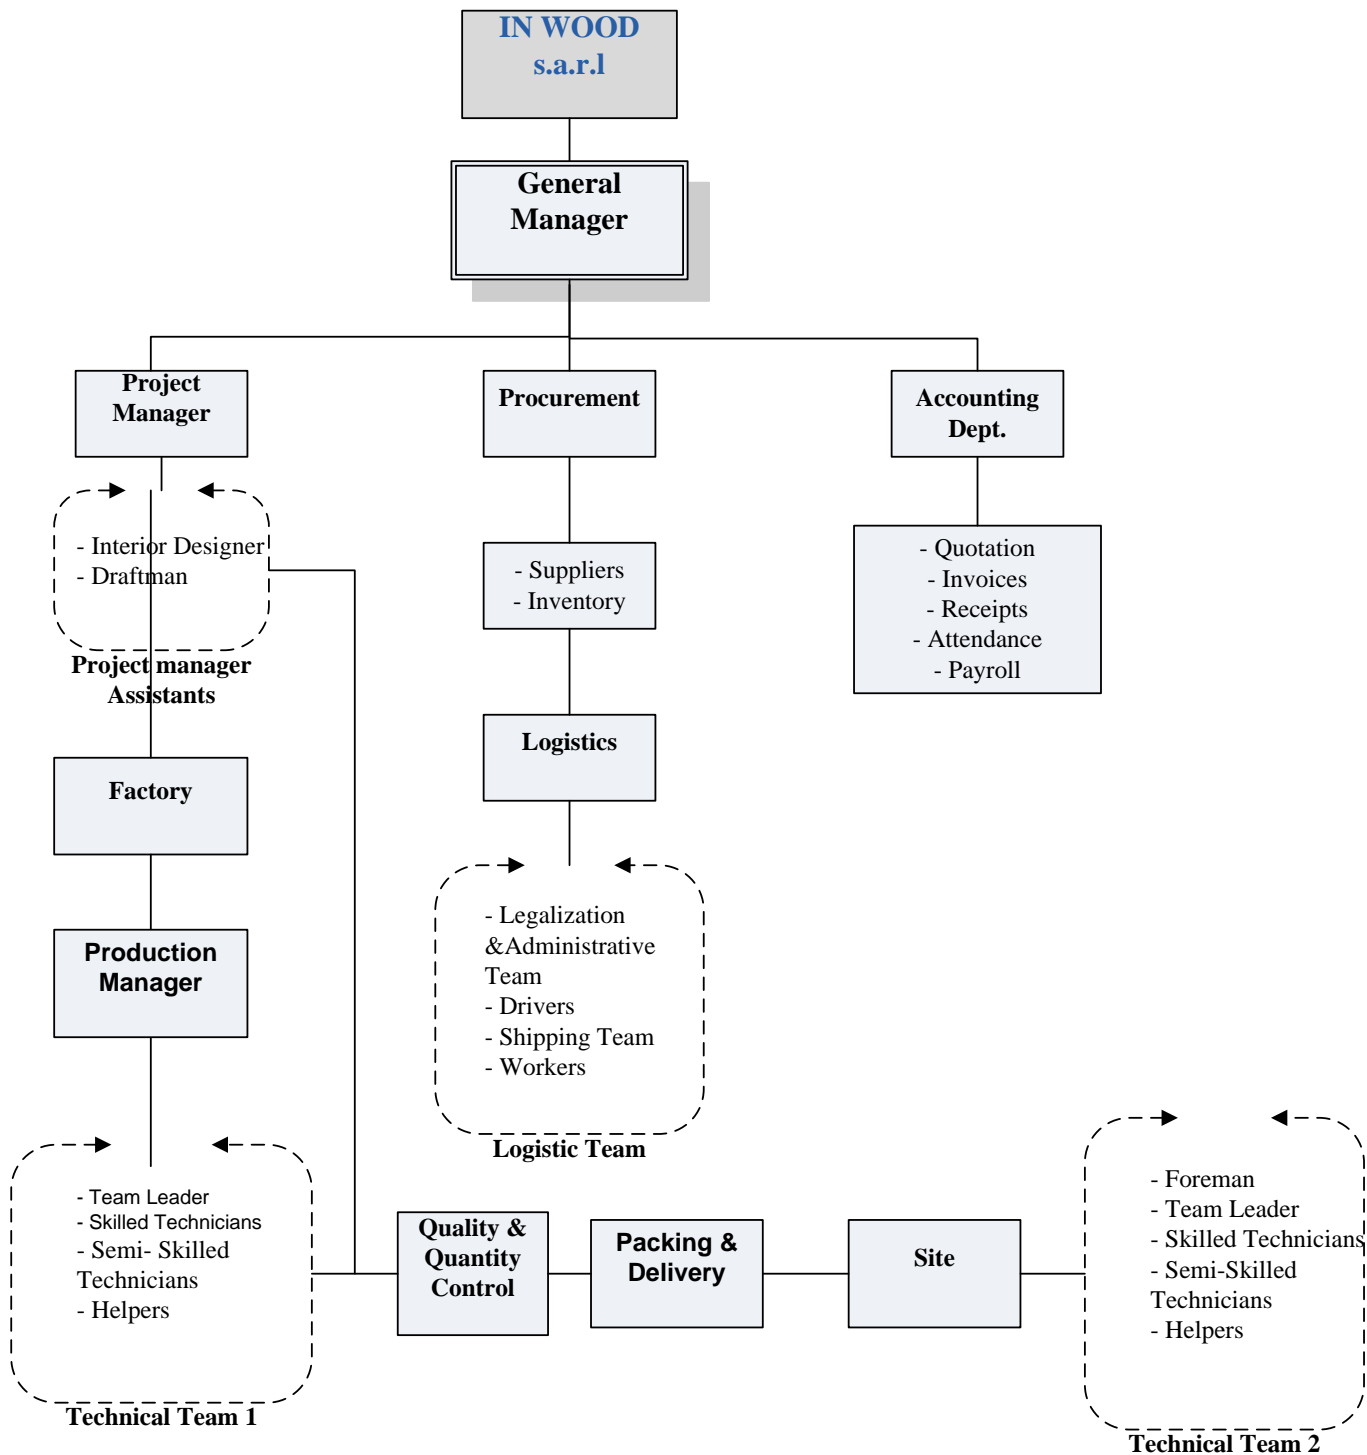 IN WOOD
s.a.r.l
General
Manager
Project
Manager
Procurement
Accounting
Dept.
- Interior Designer
- Draftman
Project manager
Assistants
- Suppliers
- Inventory
- Quotation
- Invoices
- Receipts
- Attendance
- Payroll
Factory
Logistics
Production
Manager
- Legalization
&Administrative
Team
- Drivers
- Shipping Team
- Workers
Logistic Team
- Team Leader
- Skilled Technicians
- Semi- Skilled
Technicians
- Helpers
Technical Team 1
Quality &
Quantity
Control
Packing &
Delivery
Site
- Foreman
- Team Leader
- Skilled Technicians
- Semi-Skilled
Technicians
- Helpers
Technical Team 2